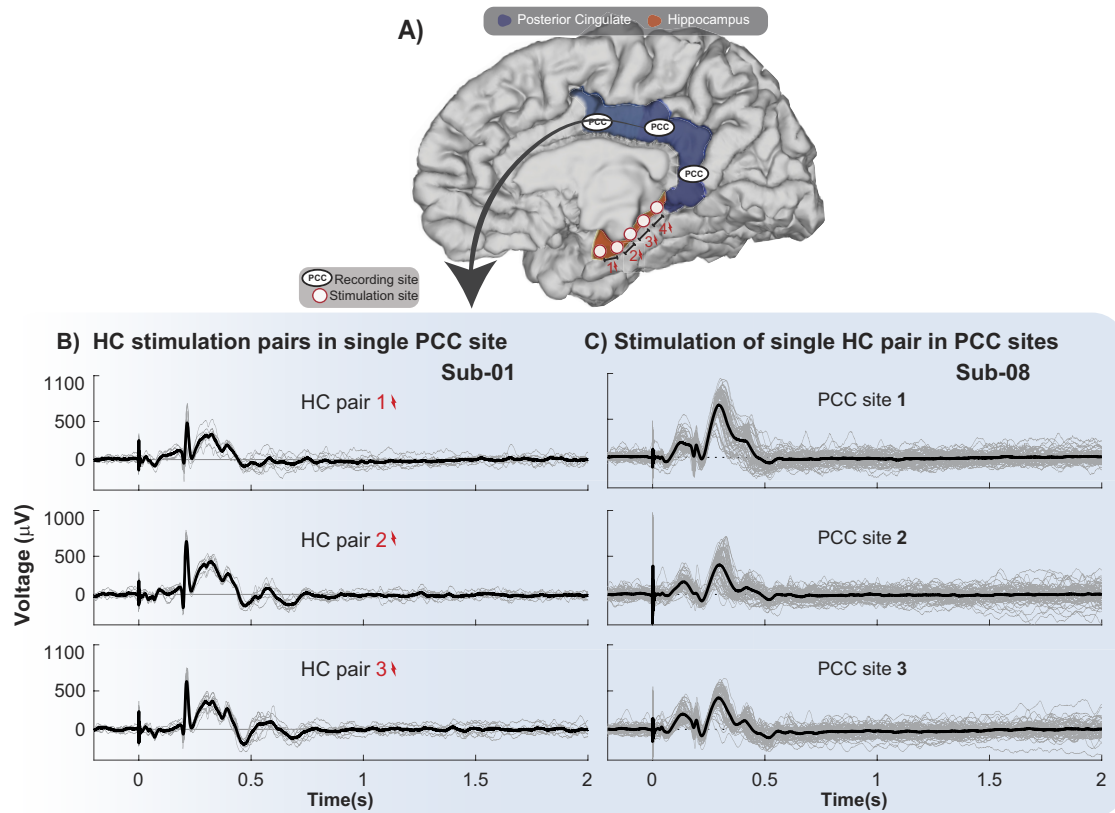 Posterior Cingulate Hippocampus
A)
PCC PCC
PCC
1 2 3 4
PCC Recording site
Stimulation site
B) HC stimulation pairs in single PCC site
Sub-01
C) Stimulation of single HC pair in PCC sites
Sub-08
Voltage (μV)
1100
500
0
HC pair 1
1000
500
0
HC pair 2
1100
500
0
HC pair 3
0 0.5 1 1.5 2
Time(s)
PCC site 1
PCC site 2
PCC site 3
0 0.5 1 1.5 2
Time(s)